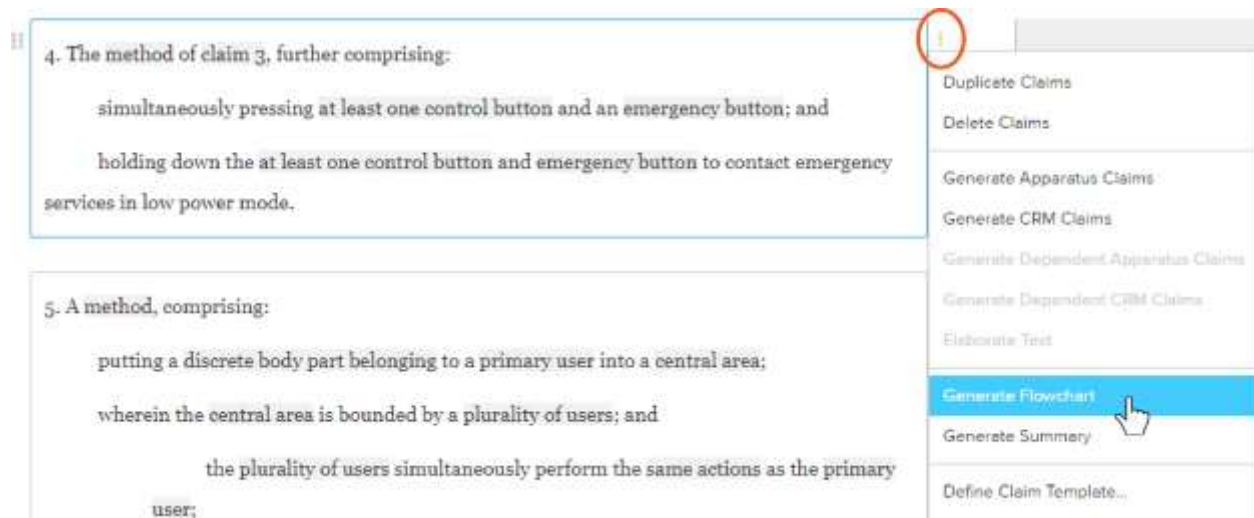 4. The method of claim 3, further comprising:
simultaneously pressing at least one control button and an emergency button; and
holding down the at least one control button and emergency button to contact emergency
services in low power mode.
5. A method, comprising:
putting a discrete body part belonging to a primary user into a central area;
wherein the central area is bounded by a plurality of users; and
the plurality of users simultaneously perform the same actions as the primary
user;
Duplicate Claims
Delete Claims
Generate Apparatus Claims
Generate CRM Claims
Generate Dependent Apparatus Claims
Generate Dependent CRM Claims
Elaborate Text
Generate Flowchart
Generate Summary
Define Claim Template...